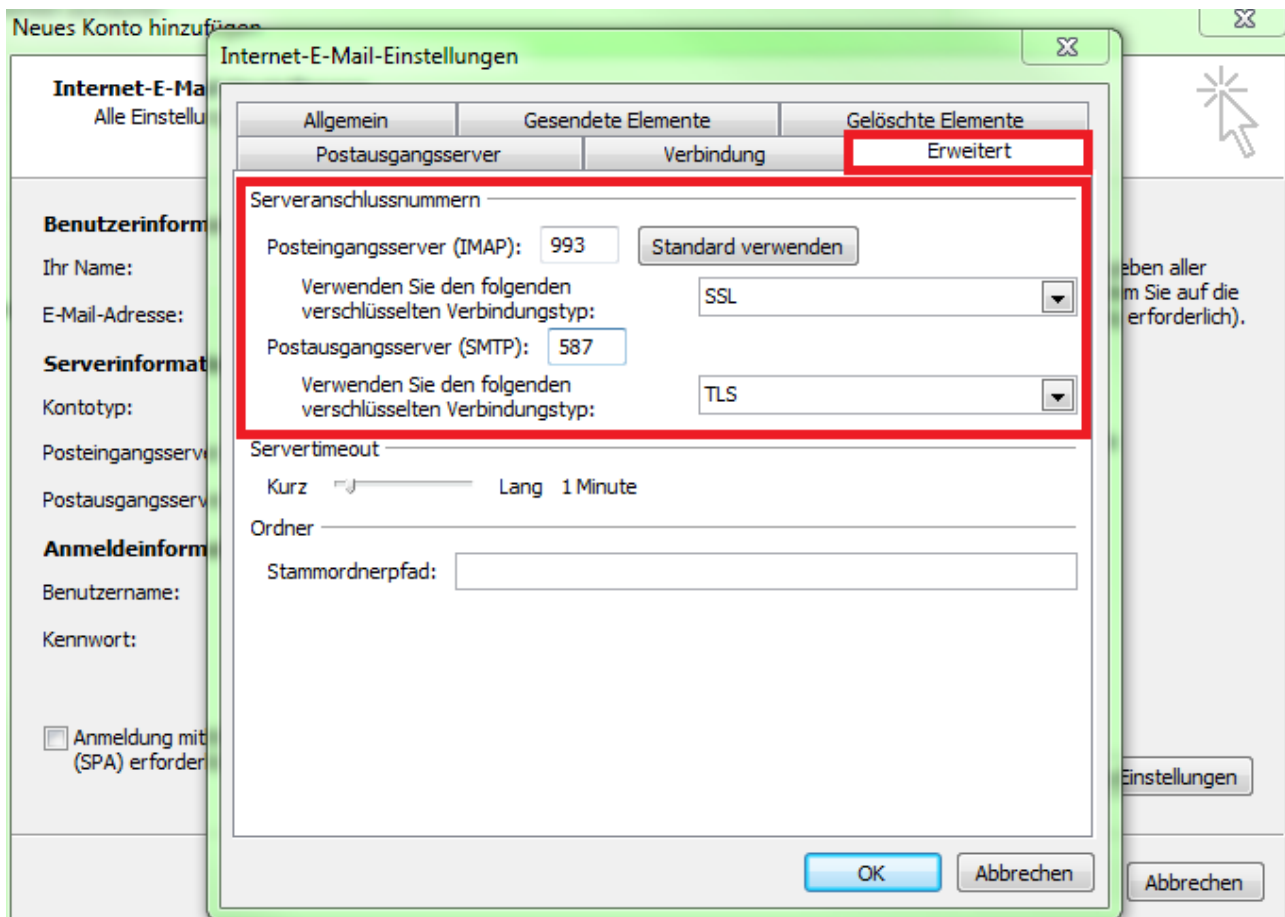 Neues Konto hinzufügen
Internet-E-Mail-Einstellungen
Internet-E-Ma
Alle Einstellu
Allgemein Gesendete Elemente Gelöschte Elemente
Postausgangsserver Verbindung Erweitert
Serveranschlussnummern
Benutzerinform
Posteingangsserver (IMAP): 993 Standard verwenden
Ihr Name:
eben aller
Verwenden Sie den folgenden
verschlüsselten Verbindungstyp: SSL
m Sie auf die
erforderlich).
E-Mail-Adresse:
Postausgangsserver (SMTP): 587
Serverinformat
Verwenden Sie den folgenden
verschlüsselten Verbindungstyp: TLS
Kontotyp:
Servertimeout
Posteingangsserv
Kurz Lang 1 Minute
Postausgangsserv
Ordner
Anmeldeinform
Stammordnerpfad:
Benutzername:
Kennwort:
Anmeldung mit
(SPA) erforderl
Einstellungen
OK Abbrechen
Abbrechen